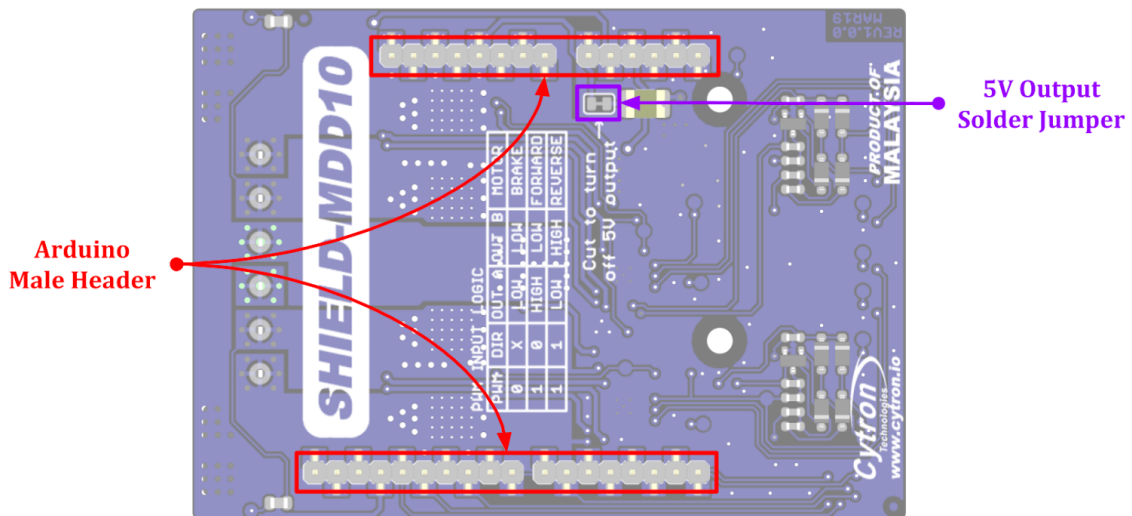 REV1.0.0
MAR19
5V Output
Solder Jumper
PRODUCT OF
MALAYSIA
Arduino
Male Header
SHIELD-MDD10
PWM INPUT LOGIC
PWM DIR OUT A OUT B MOTOR
0 X LOW LOW BRAKE
1 0 HIGH LOW FORWARD
1 1 LOW HIGH REVERSE
Cut to turn
off 5V output
Cytron
Technologies
www.cytron.io